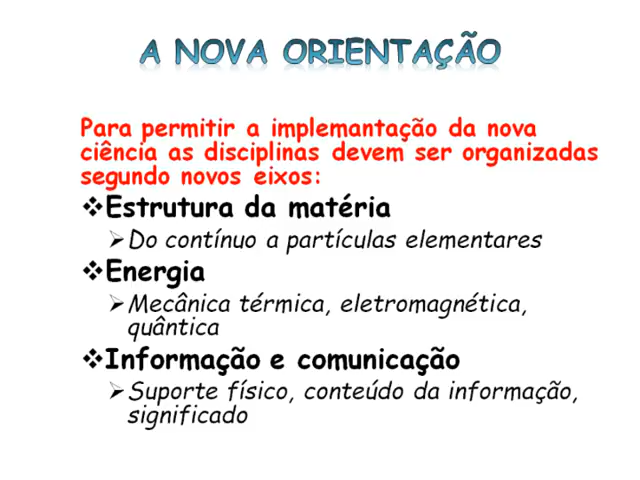 A NOVA ORIENTAÇÃO
Para permitir a implemantação da nova
ciência as disciplinas devem ser organizadas
segundo novos eixos:
❖Estrutura da matéria
➢Do contínuo a partículas elementares
❖Energia
➢Mecânica térmica, eletromagnética,
quântica
❖Informação e comunicação
➢Suporte físico, conteúdo da informação,
significado